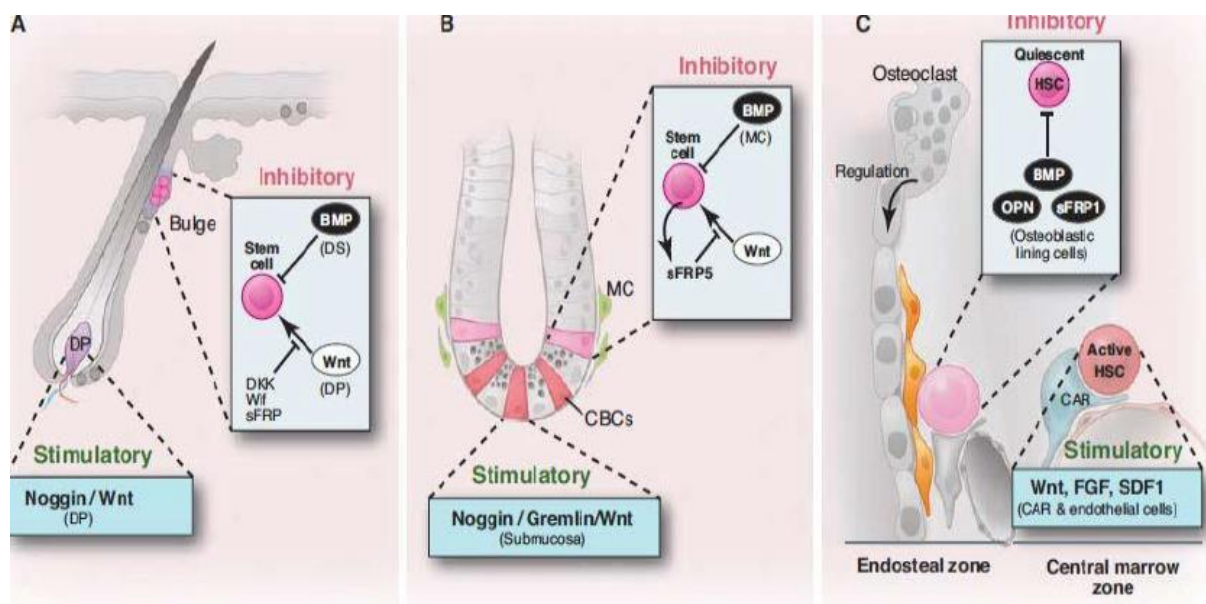 A
Inhibitory
BMP
(DS)
Stem
cell
Wnt
(DP)
DKK
Wif
sFRP
Bulge
DP
Stimulatory
Noggin / Wnt
(DP)
B
Inhibitory
BMP
(MC)
Stem
cell
Wnt
sFRP5
MC
CBCs
Stimulatory
Noggin / Gremlin/Wnt
(Submucosa)
C
Inhibitory
Quiescent
HSC
BMP
OPN
sFRP1
(Osteoblastic
lining cells)
Osteoclast
Regulation
Active
HSC
CAR
Stimulatory
Wnt, FGF, SDF1
(CAR & endothelial cells)
Endosteal zone
Central marrow
zone